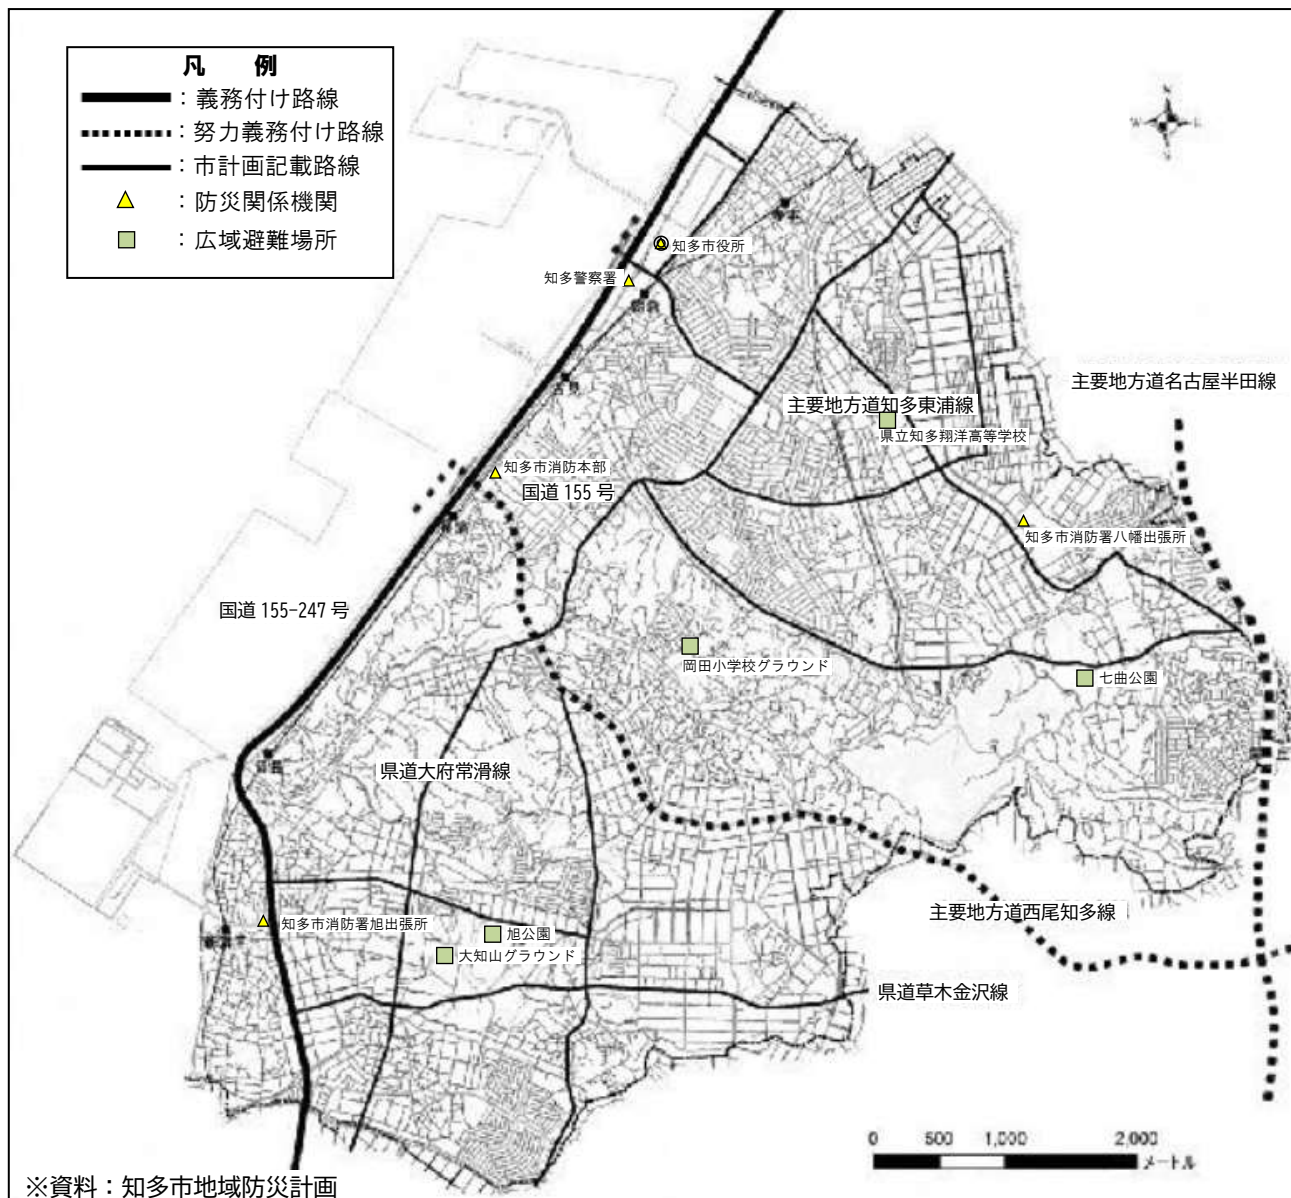 凡 例
：義務付け路線
：努力義務付け路線
：市計画記載路線
：防災関係機関
：広域避難場所
N
W E
S
知多市役所
知多警察署
主要地方道名古屋半田線
主要地方道知多東浦線
県立知多翔洋高等学校
知多市消防本部
国道 155 号
知多市消防署八幡出張所
国道 155-247 号
岡田小学校グラウンド
七曲公園
県道大府常滑線
主要地方道西尾知多線
知多市消防署旭出張所
旭公園
大知山グラウンド
県道草木金沢線
0 500 1,000 2,000
メートル
※資料：知多市地域防災計画